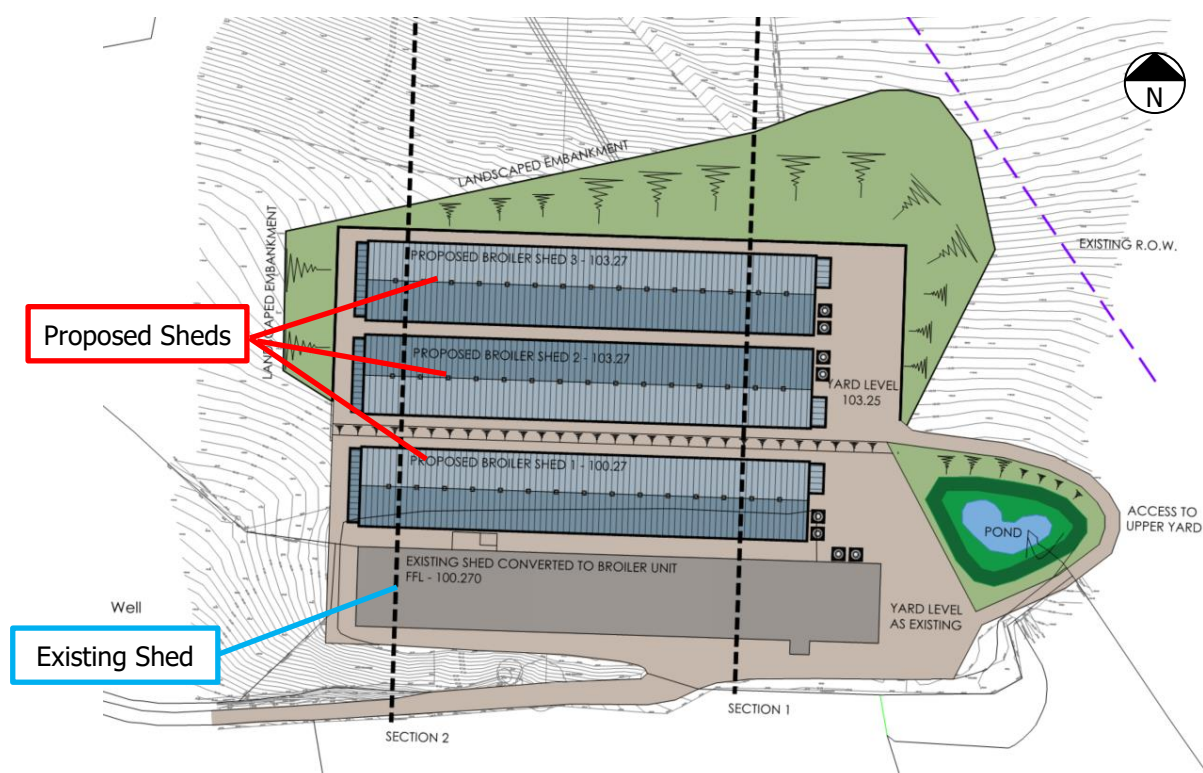 N
LANDSCAPED EMBANKMENT
LANDSCAPED EMBANKMENT
EXISTING R.O.W.
PROPOSED BROILER SHED 3 - 103.27
Proposed Sheds
PROPOSED BROILER SHED 2 - 103.27
YARD LEVEL
103.25
PROPOSED BROILER SHED 1 - 100.27
ACCESS TO
UPPER YARD
POND
EXISTING SHED CONVERTED TO BROILER UNIT
FFL - 100.270
Well
YARD LEVEL
AS EXISTING
Existing Shed
SECTION 1
SECTION 2